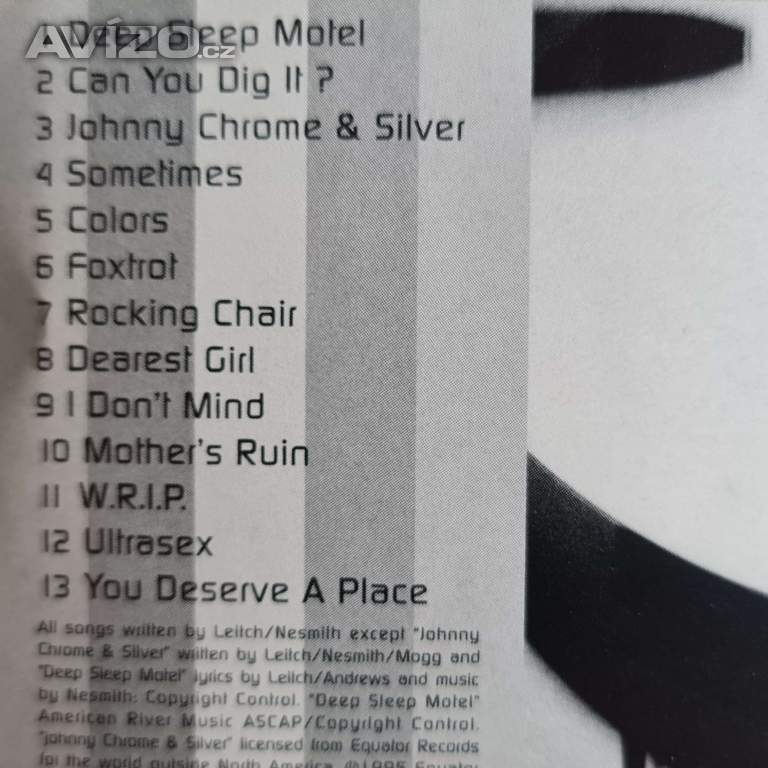 AVÍZO.cz
1 Deep Sleep Motel
2 Can You Dig It ?
3 Johnny Chrome & Silver
4 Sometimes
5 Colors
6 Foxtrot
7 Rocking Chair
8 Dearest Girl
9 I Don't Mind
10 Mother's Ruin
11 W.R.I.P.
12 Ultrasex
13 You Deserve A Place
All songs written by Leitch/Nesmith except "Johnny
Chrome & Silver" written by Leitch/Nesmith/Mogg and
"Deep Sleep Motel" lyrics by Leitch/Andrews and music
by Nesmith: Copyright Control. "Deep Sleep Motel"
American River Music ASCAP/Copyright Control.
"Johnny Chrome & Silver" licensed from Equator Records
for the world outside North America. ℗1995 Equator